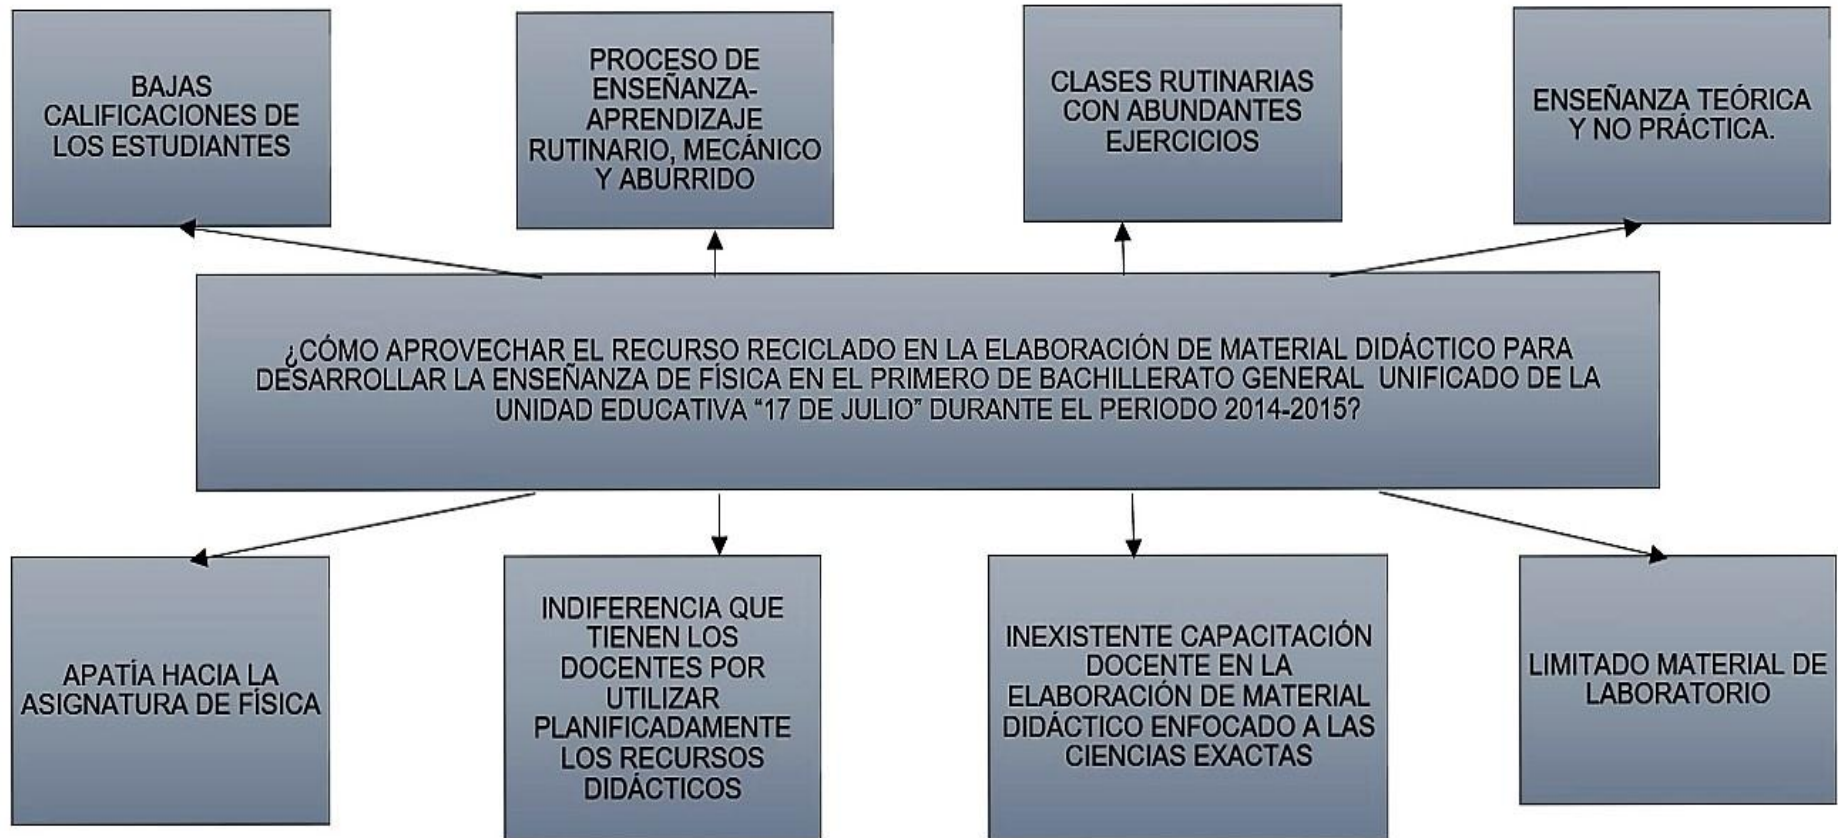 BAJAS
CALIFICACIONES DE
LOS ESTUDIANTES
PROCESO DE
ENSEÑANZA-
APRENDIZAJE
RUTINARIO, MECÁNICO
Y ABURRIDO
CLASES RUTINARIAS
CON ABUNDANTES
EJERCICIOS
ENSEÑANZA TEÓRICA
Y NO PRÁCTICA.
¿CÓMO APROVECHAR EL RECURSO RECICLADO EN LA ELABORACIÓN DE MATERIAL DIDÁCTICO PARA
DESARROLLAR LA ENSEÑANZA DE FÍSICA EN EL PRIMERO DE BACHILLERATO GENERAL UNIFICADO DE LA
UNIDAD EDUCATIVA “17 DE JULIO” DURANTE EL PERIODO 2014-2015?
APATÍA HACIA LA
ASIGNATURA DE FÍSICA
INDIFERENCIA QUE
TIENEN LOS
DOCENTES POR
UTILIZAR
PLANIFICADAMENTE
LOS RECURSOS
DIDÁCTICOS
INEXISTENTE CAPACITACIÓN
DOCENTE EN LA
ELABORACIÓN DE MATERIAL
DIDÁCTICO ENFOCADO A LAS
CIENCIAS EXACTAS
LIMITADO MATERIAL DE
LABORATORIO